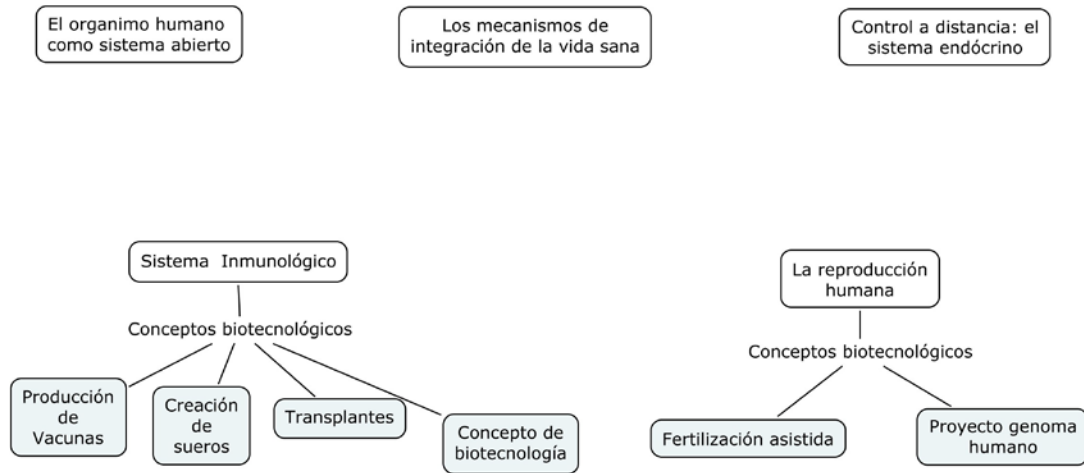 El organimo humano
como sistema abierto
Los mecanismos de
integración de la vida sana
Control a distancia: el
sistema endócrino
Sistema Inmunológico
Conceptos biotecnológicos
Producción
de
Vacunas
Creación
de
sueros
Transplantes
Concepto de
biotecnología
La reproducción
humana
Conceptos biotecnológicos
Fertilización asistida
Proyecto genoma
humano